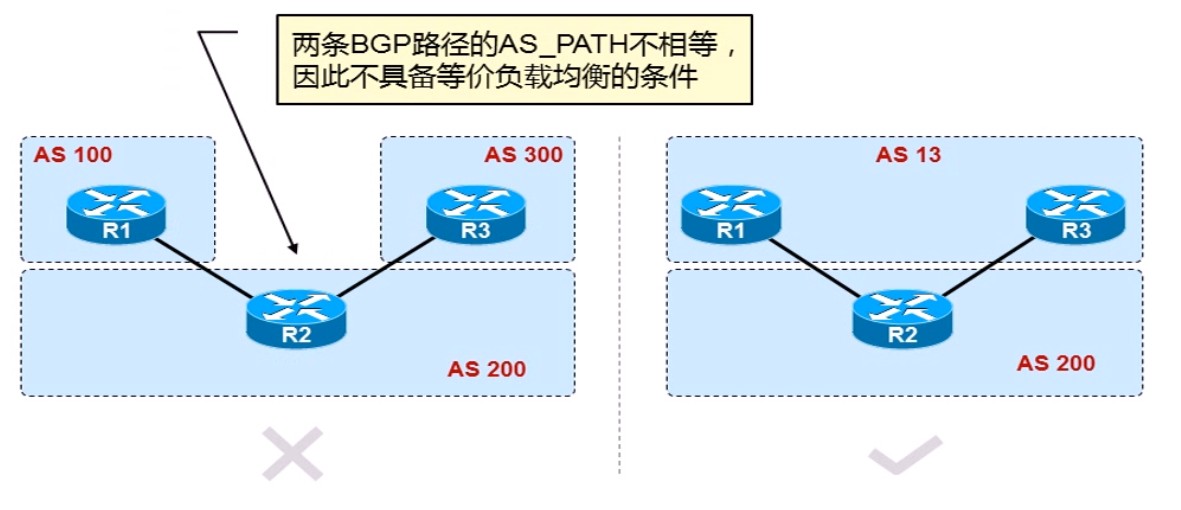 两条BGP路径的AS_PATH不相等，
因此不具备等价负载均衡的条件
AS 100
AS 300
R1
R3
R2
AS 200
AS 13
R1
R3
R2
AS 200